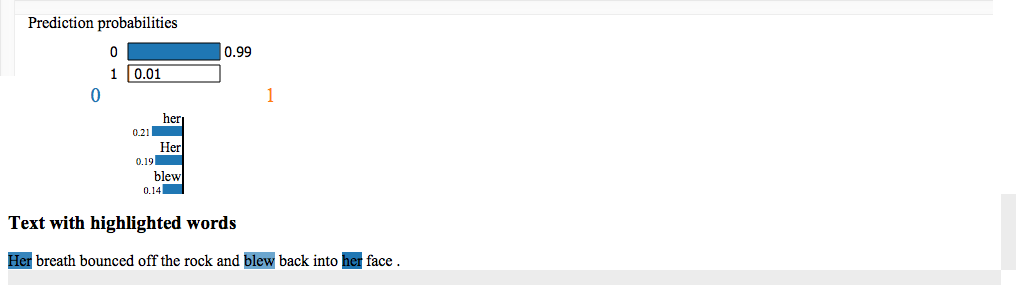 Prediction probabilities
0 0.99
1 0.01
0 1
her
0.21
Her
0.19
blew
0.14
Text with highlighted words
Her breath bounced off the rock and blew back into her face .